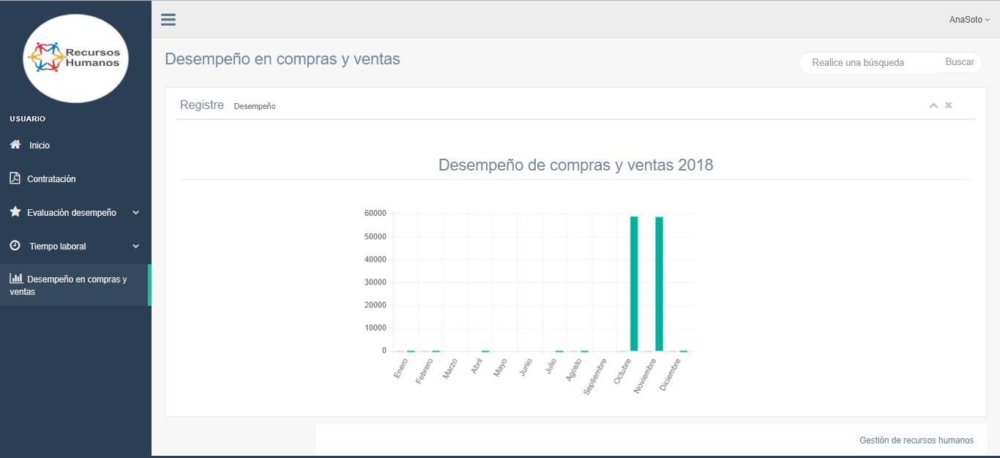 Recursos
Humanos
AnaSoto
Desempeño en compras y ventas
Realice una búsqueda
Buscar
USUARIO
Inicio
Contratación
Evaluación desempeño
Tiempo laboral
Desempeño en compras y
ventas
Registre Desempeño
Desempeño de compras y ventas 2018
60000
50000
40000
30000
20000
10000
0
Enero
Febrero
Marzo
Abril
Mayo
Junio
Julio
Agosto
Septiembre
Octubre
Noviembre
Diciembre
Gestión de recursos humanos